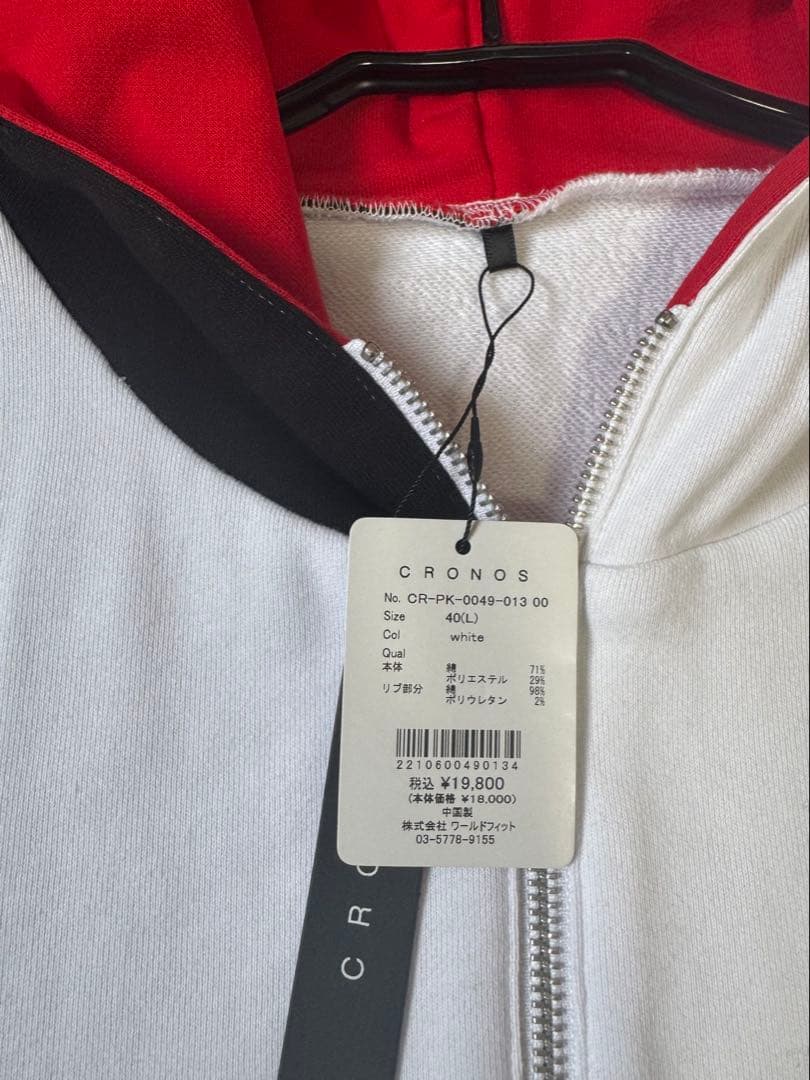 CRONOS
No. CR-PK-0049-013 00
Size 40(L)
Col white
Qual
本体 綿 71%
ポリエステル 29%
リブ部分 綿 98%
ポリウレタン 2%
2210600490134
税込 ¥19,800
(本体価格 ¥18,000)
中国製
株式会社 ワールドフィット
03-5778-9155
CRO